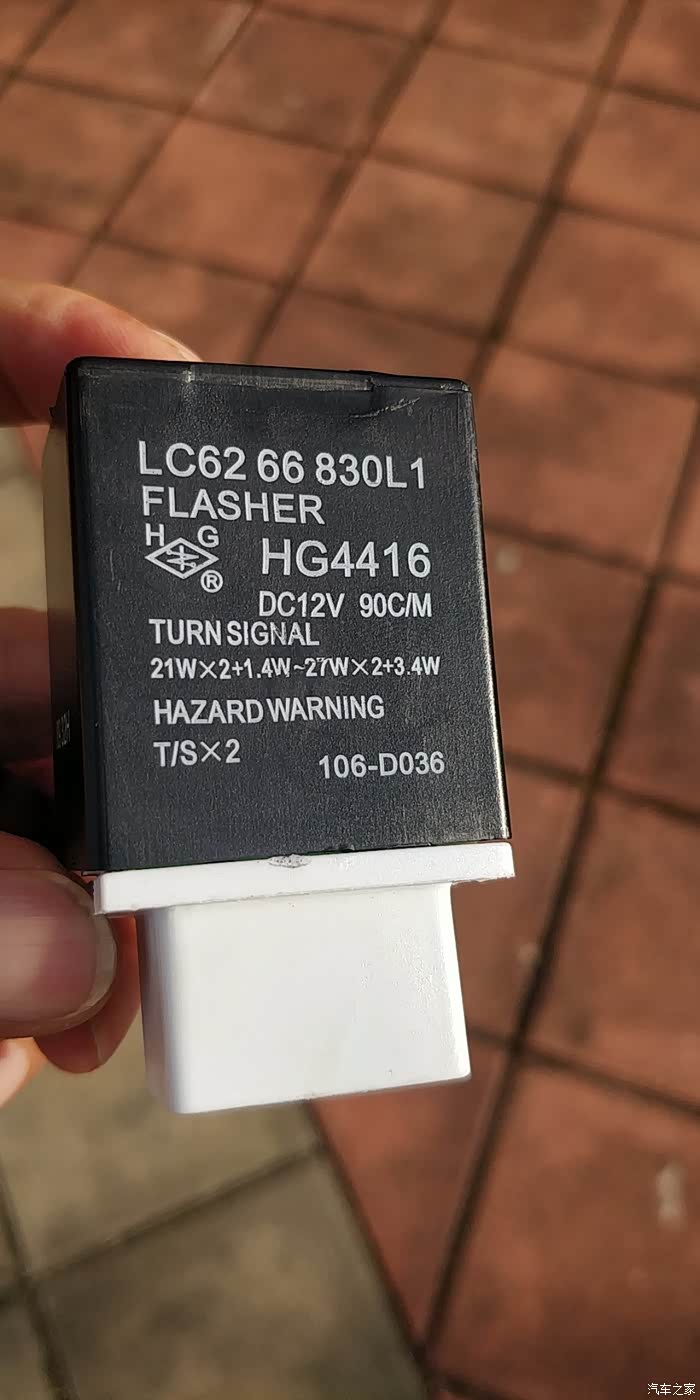 LC62 66 830L1
FLASHER
H G
®
HG4416
DC12V 90C/M
TURN SIGNAL
21W×2+1.4W~27W×2+3.4W
HAZARD WARNING
T/S×2
106-D036
汽车之家